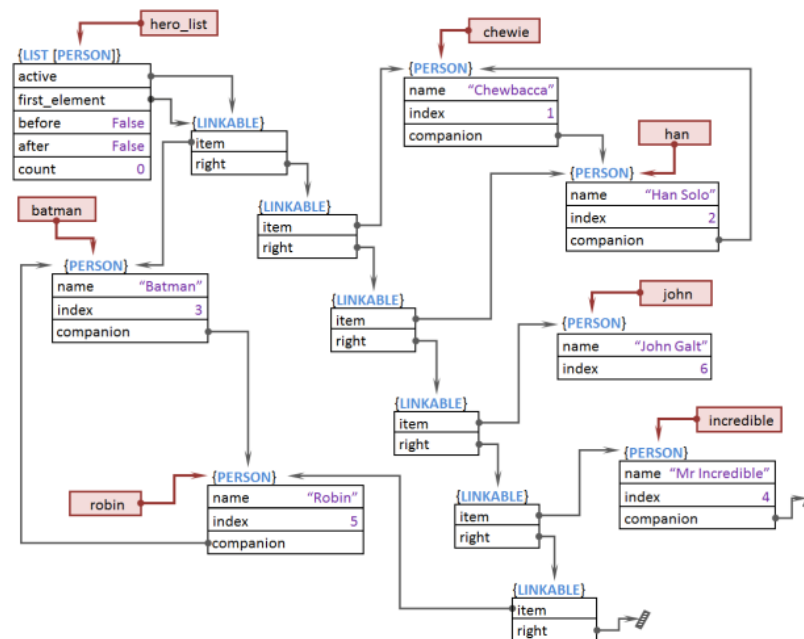 hero_list
{LIST [PERSON]}
active
first_element
before False
after False
count 0
chewie
{PERSON}
name “Chewbacca”
index 1
companion
{LINKABLE}
item
right
han
{PERSON}
name “Han Solo”
index 2
companion
{LINKABLE}
item
right
batman
{PERSON}
name “Batman”
index 3
companion
{LINKABLE}
item
right
john
{PERSON}
name “John Galt”
index 6
{LINKABLE}
item
right
incredible
{PERSON}
name “Mr Incredible”
index 4
companion
robin
{PERSON}
name “Robin”
index 5
companion
{LINKABLE}
item
right
{LINKABLE}
item
right